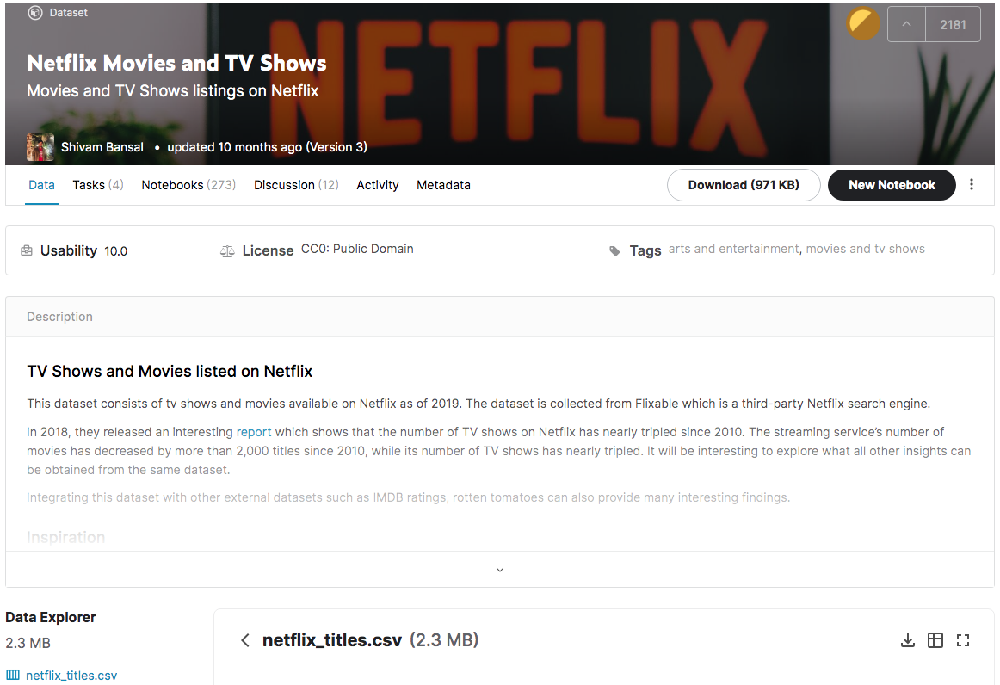 Dataset
NETFLIX
2181
Netflix Movies and TV Shows
Movies and TV Shows listings on Netflix
Shivam Bansal • updated 10 months ago (Version 3)
Data Tasks (4) Notebooks (273) Discussion (12) Activity Metadata Download (971 KB) New Notebook
Usability 10.0 License CC0: Public Domain Tags arts and entertainment, movies and tv shows
Description
TV Shows and Movies listed on Netflix
This dataset consists of tv shows and movies available on Netflix as of 2019. The dataset is collected from Flixable which is a third-party Netflix search engine.
In 2018, they released an interesting report which shows that the number of TV shows on Netflix has nearly tripled since 2010. The streaming service’s number of
movies has decreased by more than 2,000 titles since 2010, while its number of TV shows has nearly tripled. It will be interesting to explore what all other insights can
be obtained from the same dataset.
Integrating this dataset with other external datasets such as IMDB ratings, rotten tomatoes can also provide many interesting findings.
Inspiration
Data Explorer
2.3 MB
netflix_titles.csv
netflix_titles.csv (2.3 MB)